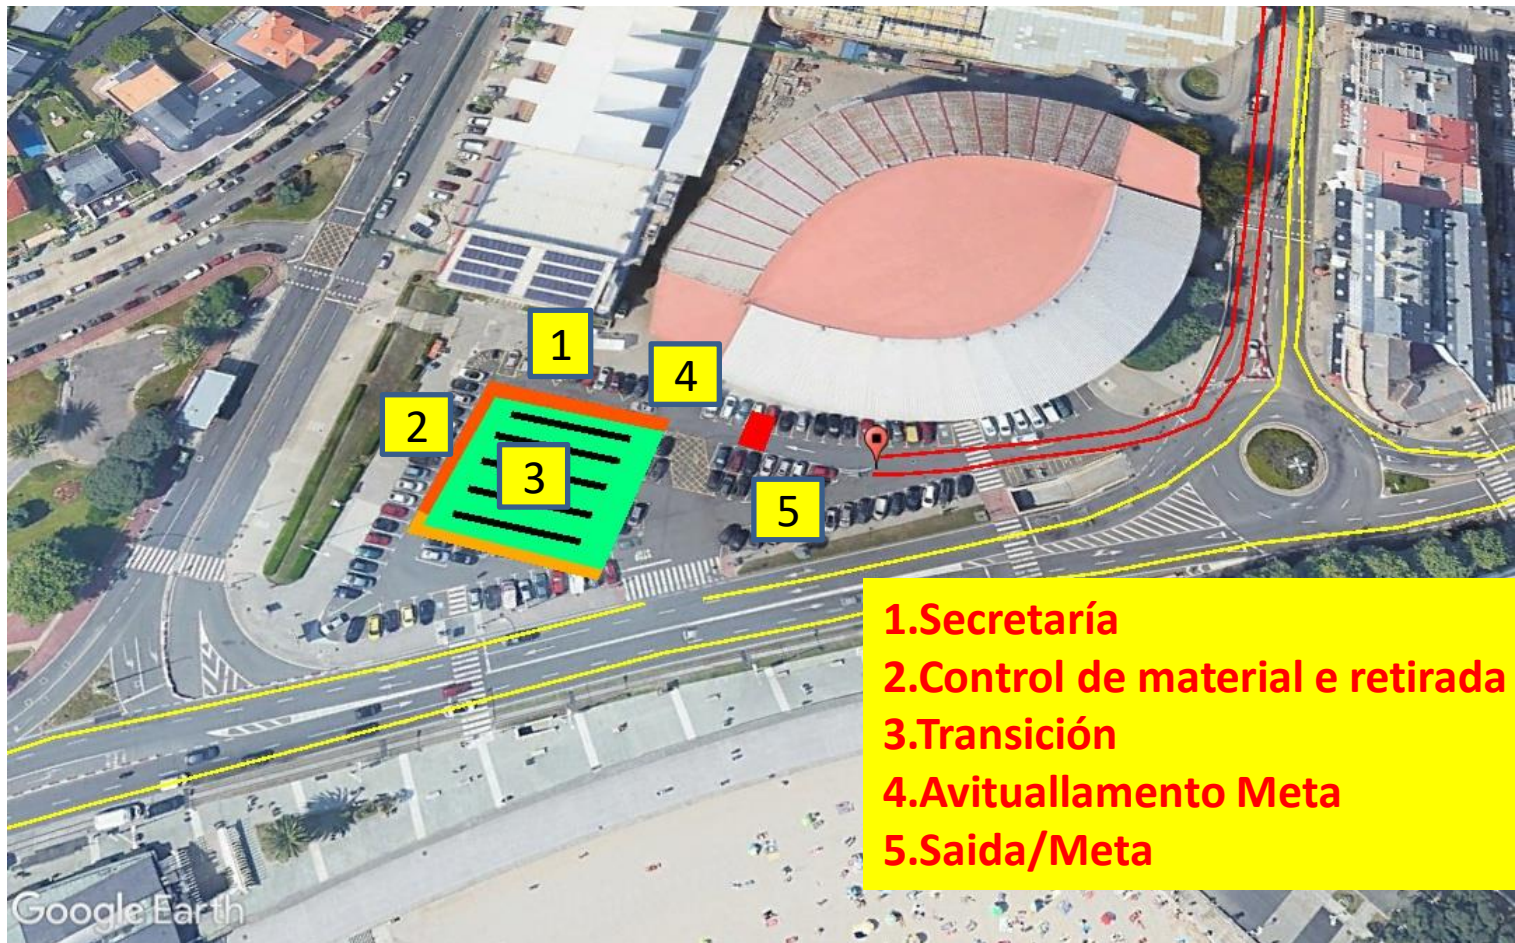 1
4
2
3
5
STOP
1.Secretaría
2.Control de material e retirada
3.Transición
4.Avituallamento Meta
5.Saida/Meta
Google Earth